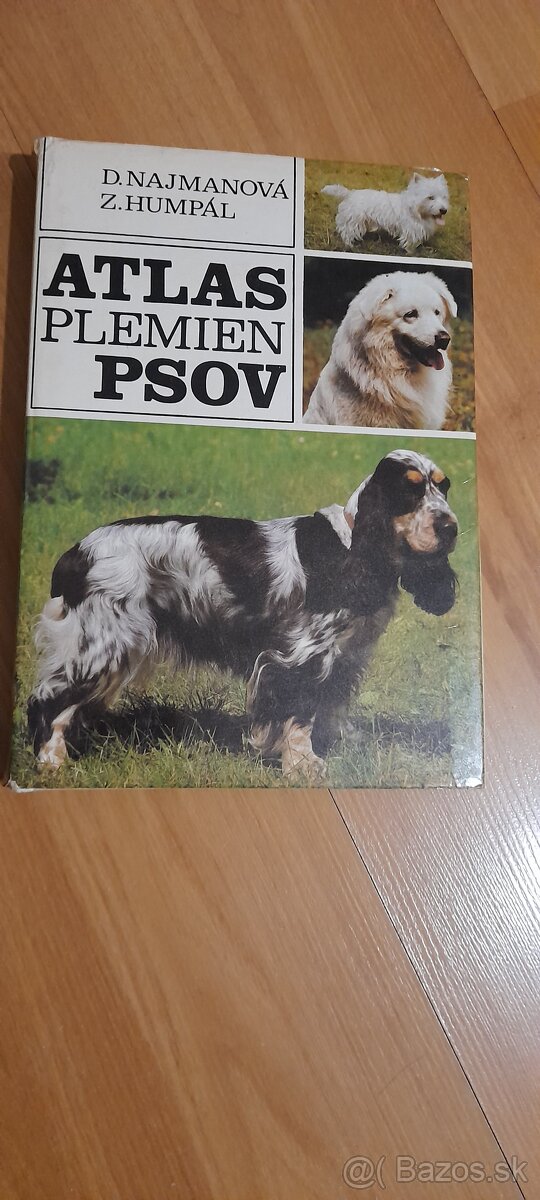 D.NAJMANOVÁ
Z.HUMPÁL
ATLAS
PLEMIEN
PSOV
@( Bazos.sk